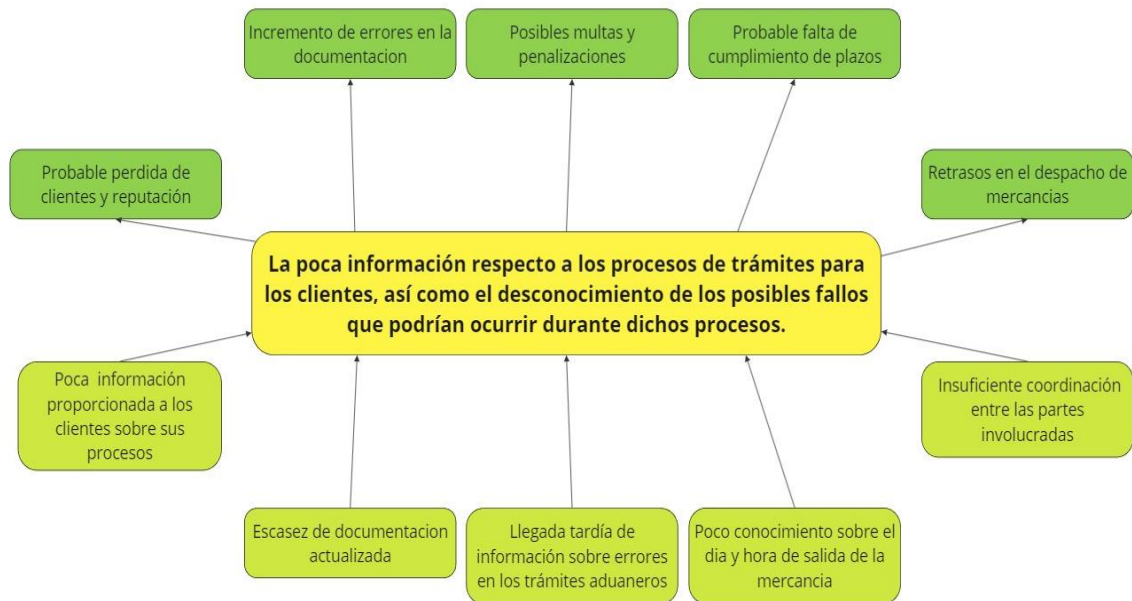 Incremento de errores en la
documentacion
Posibles multas y
penalizaciones
Probable falta de
cumplimiento de plazos
Probable perdida de
clientes y reputación
Retrasos en el despacho de
mercancias
La poca información respecto a los procesos de trámites para
los clientes, así como el desconocimiento de los posibles fallos
que podrían ocurrir durante dichos procesos.
Poca información
proporcionada a los
clientes sobre sus
procesos
Insuficiente coordinación
entre las partes
involucradas
Escasez de documentacion
actualizada
Llegada tardía de
información sobre errores
en los trámites aduaneros
Poco conocimiento sobre el
dia y hora de salida de la
mercancia